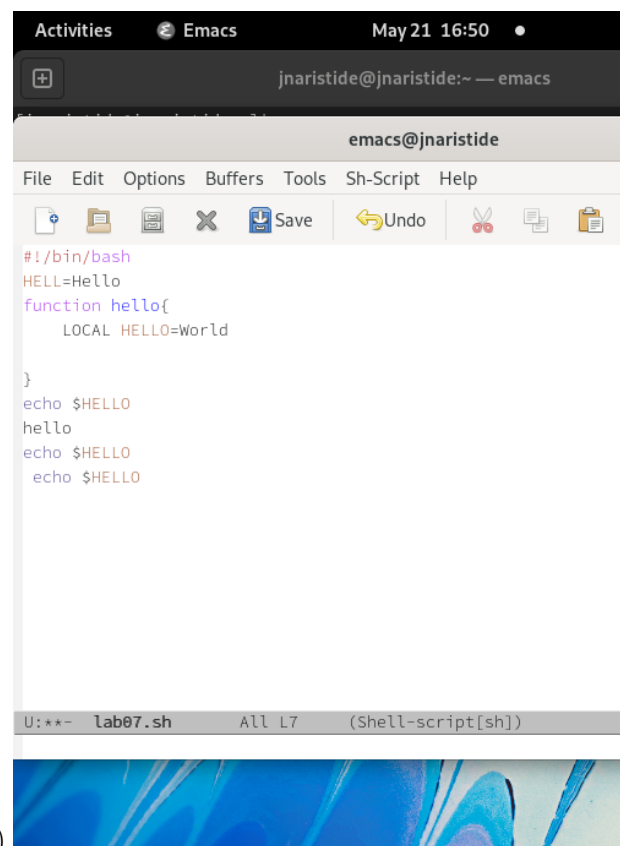 Activities Emacs May 21 16:50
jnaristide@jnaristide:~ — emacs
emacs@jnaristide
File Edit Options Buffers Tools Sh-Script Help
Save Undo
#!/bin/bash
HELL=Hello
function hello{
    LOCAL HELLO=World
}
echo $HELLO
hello
echo $HELLO
 echo $HELLO
U:**- lab07.sh All L7 (Shell-script[sh])
)